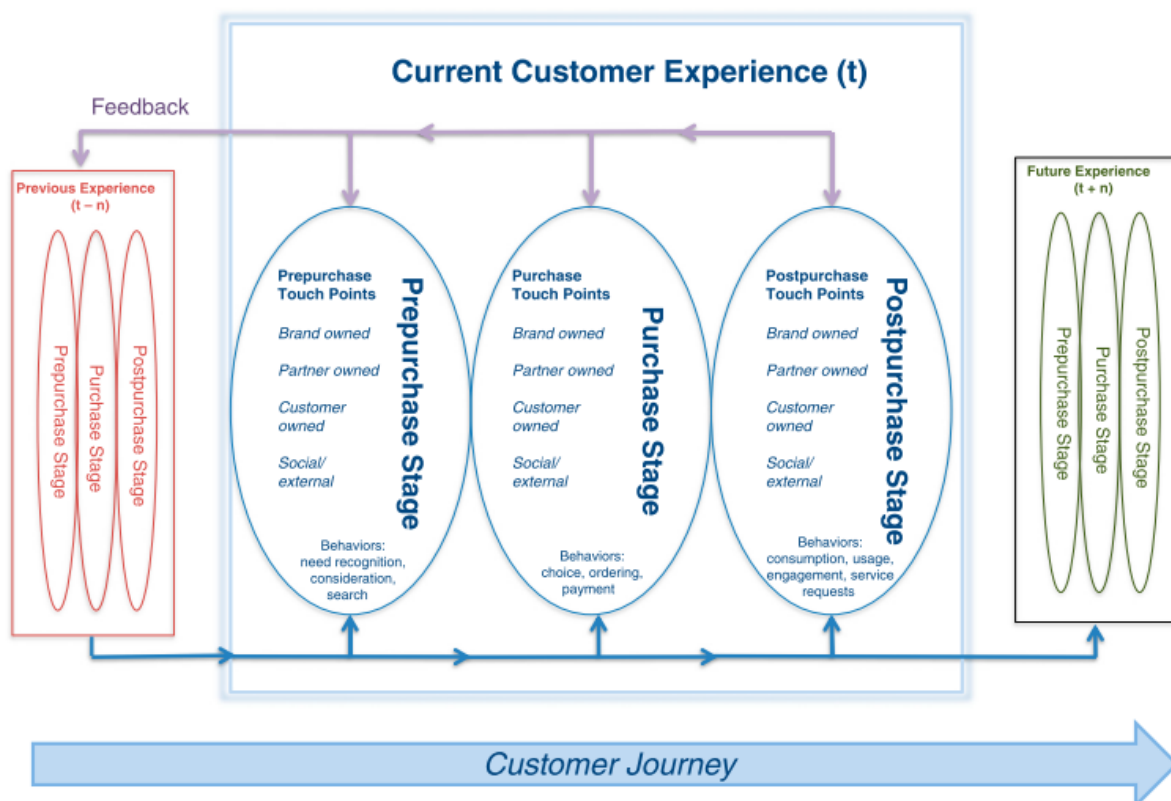 Current Customer Experience (t)
Feedback
Previous Experience
(t – n)
Prepurchase Stage
Purchase Stage
Postpurchase Stage
Prepurchase
Touch Points
Brand owned
Partner owned
Customer
owned
Social/
external
Prepurchase Stage
Behaviors:
need recognition,
consideration,
search
Purchase
Touch Points
Brand owned
Partner owned
Customer
owned
Social/
external
Purchase Stage
Behaviors:
choice, ordering,
payment
Postpurchase
Touch Points
Brand owned
Partner owned
Customer
owned
Social/
external
Postpurchase Stage
Behaviors:
consumption, usage,
engagement, service
requests
Future Experience
(t + n)
Prepurchase Stage
Purchase Stage
Postpurchase Stage
Customer Journey